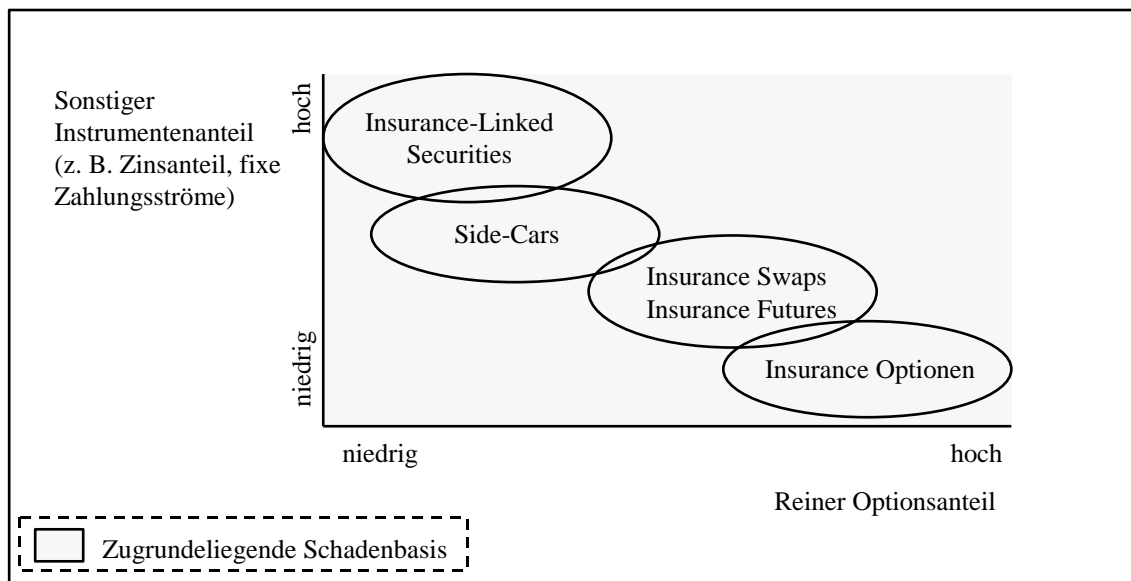 Sonstiger
Instrumentenanteil
(z. B. Zinsanteil, fixe
Zahlungsströme)
hoch
niedrig
Insurance-Linked
Securities
Side-Cars
Insurance Swaps
Insurance Futures
Insurance Optionen
niedrig
hoch
Reiner Optionsanteil
Zugrundeliegende Schadenbasis